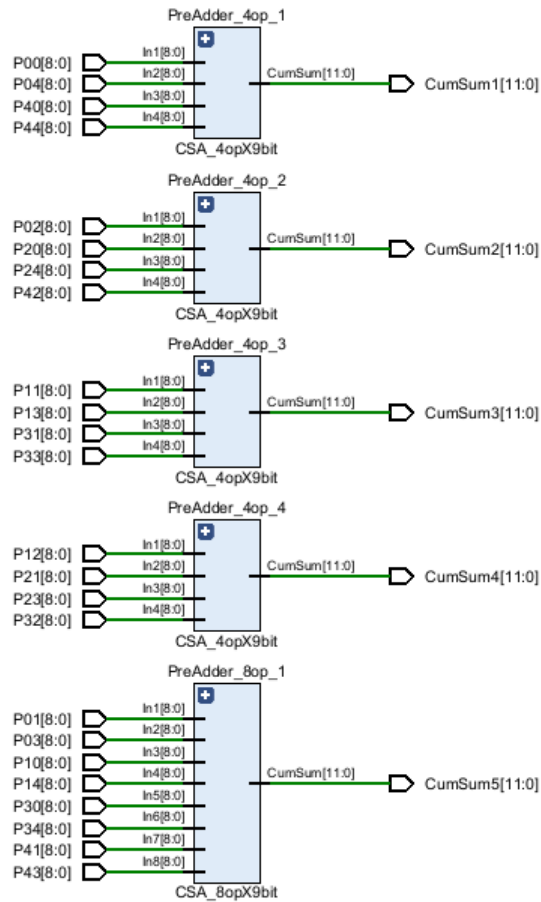 PreAdder_4op_1
P00[8:0] In1[8:0]
P04[8:0] In2[8:0] CumSum[11:0] CumSum1[11:0]
P40[8:0] In3[8:0]
P44[8:0] In4[8:0]
CSA_4opX9bit
PreAdder_4op_2
P02[8:0] In1[8:0]
P20[8:0] In2[8:0] CumSum[11:0] CumSum2[11:0]
P24[8:0] In3[8:0]
P42[8:0] In4[8:0]
CSA_4opX9bit
PreAdder_4op_3
P11[8:0] In1[8:0]
P13[8:0] In2[8:0] CumSum[11:0] CumSum3[11:0]
P31[8:0] In3[8:0]
P33[8:0] In4[8:0]
CSA_4opX9bit
PreAdder_4op_4
P12[8:0] In1[8:0]
P21[8:0] In2[8:0] CumSum[11:0] CumSum4[11:0]
P23[8:0] In3[8:0]
P32[8:0] In4[8:0]
CSA_4opX9bit
PreAdder_8op_1
P01[8:0] In1[8:0]
P03[8:0] In2[8:0]
P10[8:0] In3[8:0]
P14[8:0] In4[8:0] CumSum[11:0] CumSum5[11:0]
P30[8:0] In5[8:0]
P34[8:0] In6[8:0]
P41[8:0] In7[8:0]
P43[8:0] In8[8:0]
CSA_8opX9bit